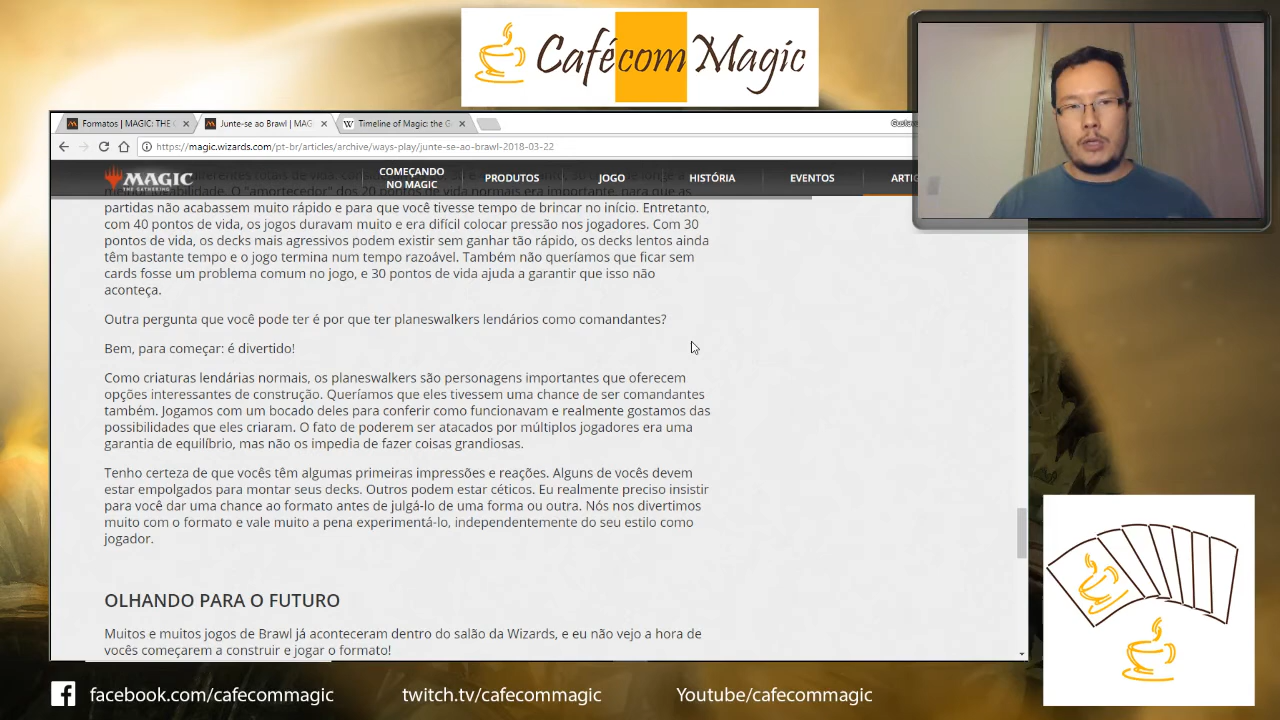 Café com Magic
Formatos | MAGIC: THE G
Junte-se ao Brawl | MAG
Timeline of Magic: the G
https://magic.wizards.com/pt-br/articles/archive/ways-play/junte-se-ao-brawl-2018-03-22
MAGIC
THE GATHERING
COMEÇANDO
NO MAGIC
PRODUTOS
JOGO
HISTÓRIA
EVENTOS
ARTI
O "amortecedor" dos 20 pontos de vida normais era importante, para que as
partidas não acabassem muito rápido e para que você tivesse tempo de brincar no início. Entretanto,
com 40 pontos de vida, os jogos duravam muito e era difícil colocar pressão nos jogadores. Com 30
pontos de vida, os decks mais agressivos podem existir sem ganhar tão rápido, os decks lentos ainda
têm bastante tempo e o jogo termina num tempo razoável. Também não queríamos que ficar sem
cards fosse um problema comum no jogo, e 30 pontos de vida ajuda a garantir que isso não
aconteça.
Outra pergunta que você pode ter é por que ter planeswalkers lendários como comandantes?
Bem, para começar: é divertido!
Como criaturas lendárias normais, os planeswalkers são personagens importantes que oferecem
opções interessantes de construção. Queríamos que eles tivessem uma chance de ser comandantes
também. Jogamos com um bocado deles para conferir como funcionavam e realmente gostamos das
possibilidades que eles criaram. O fato de poderem ser atacados por múltiplos jogadores era uma
garantia de equilíbrio, mas não os impedia de fazer coisas grandiosas.
Tenho certeza de que vocês têm algumas primeiras impressões e reações. Alguns de vocês devem
estar empolgados para montar seus decks. Outros podem estar céticos. Eu realmente preciso insistir
para você dar uma chance ao formato antes de julgá-lo de uma forma ou outra. Nós nos divertimos
muito com o formato e vale muito a pena experimentá-lo, independentemente do seu estilo como
jogador.
OLHANDO PARA O FUTURO
Muitos e muitos jogos de Brawl já aconteceram dentro do salão da Wizards, e eu não vejo a hora de
vocês começarem a construir e jogar o formato!
facebook.com/cafecommagic
twitch.tv/cafecommagic
Youtube/cafecommagic